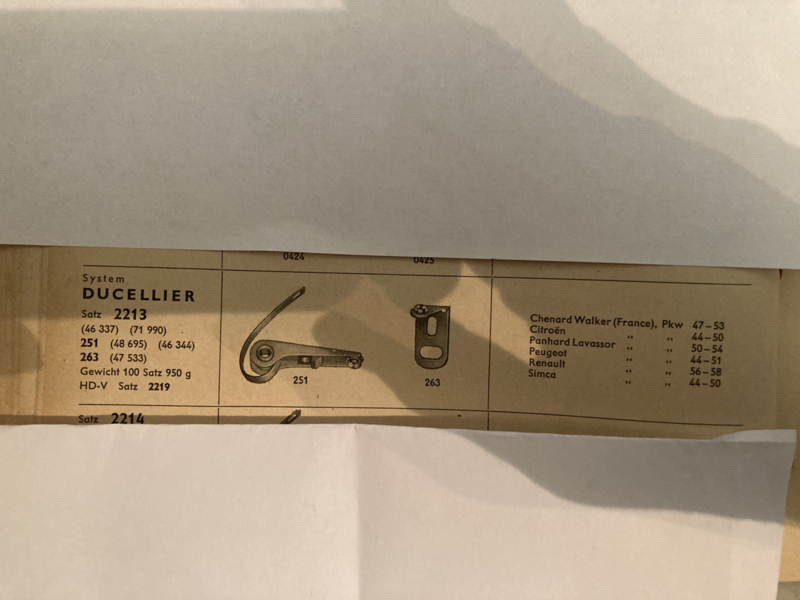 0424 0425
System
DUCELLIER
Satz 2213
(46 337) (71 990)
251 (48 695) (46 344)
263 (47 533)
Gewicht 100 Satz 950 g
HD-V Satz 2219
251 263
Chenard Walker (France), Pkw 47–53
Citroën " " 44–50
Panhard Lavassor " " 50–54
Peugeot " " 44–51
Renault " " 56–58
Simca " " 44–50
Satz 2214